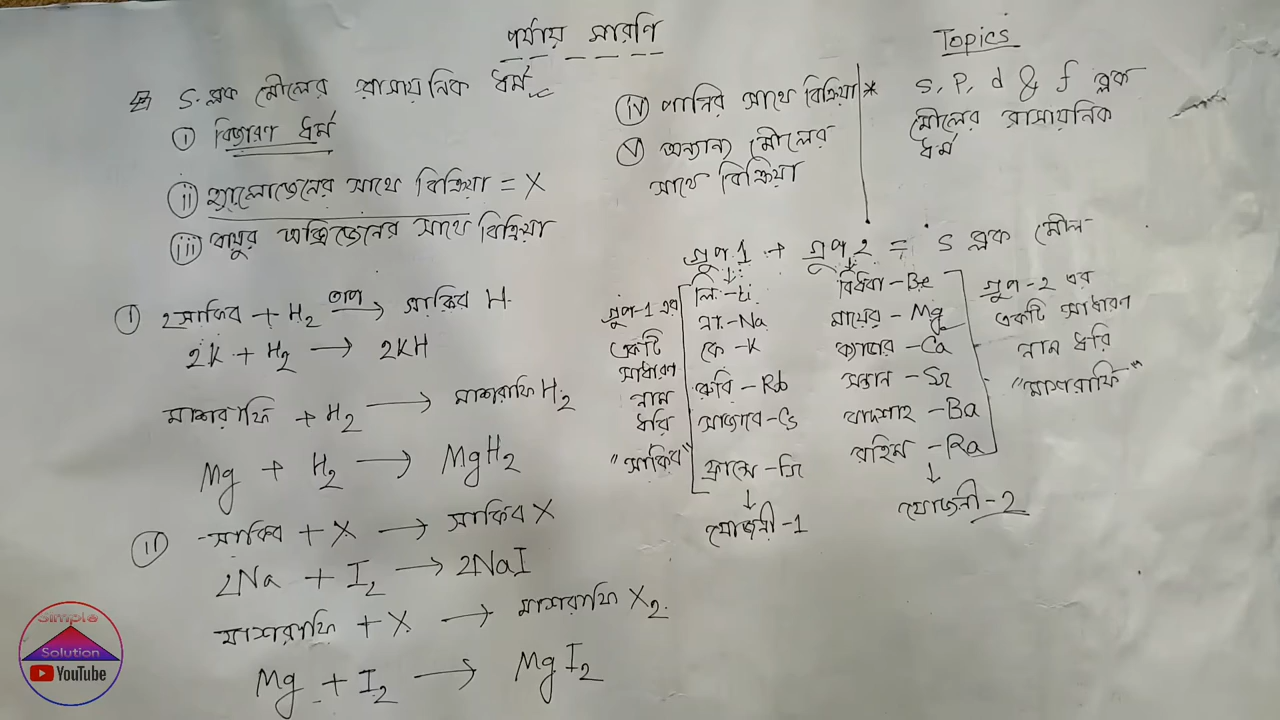 পর্যায় সারণি
Topics
s, p, d & f ব্লক
মৌলের রাসায়নিক
ধর্ম
S-ব্লক মৌলের রাসায়নিক ধর্ম
i বিজারণ ধর্ম
ii হ্যালোজেনের সাথে বিক্রিয়া = X
iii বায়ুর অক্সিজেনের সাথে বিক্রিয়া
iv পানির সাথে বিক্রিয়া *
v অন্যান্য মৌলের
সাথে বিক্রিয়া
গ্রুপ 1 + গ্রুপ 2 = s ব্লক মৌল
গ্রুপ-1 এর
একটি
সাধারণ
নাম
ধরি
"সাকিব"
লি - Li
না - Na
কে - K
রুবি - Rb
সাজাবে - Cs
ফ্রান্সে - Fr
যোজনী - 1
বিধবা - Be
মায়ের - Mg
ক্যাডার - Ca
সন্তান - Sr
বাদশাহ - Ba
রহিম - Ra
যোজনী - 2
গ্রুপ-2 এর
একটি সাধারণ
নাম ধরি
"মাশরাফি"
i 2সাকিব + H2 তাপ→ সাকিব H
2K + H2 → 2KH
মাশরাফি + H2 → মাশরাফি H2
Mg + H2 → MgH2
ii সাকিব + X → সাকিব X
2Na + I2 → 2NaI
মাশরাফি + X → মাশরাফি X2
Mg + I2 → MgI2
Simple
Solution
YouTube